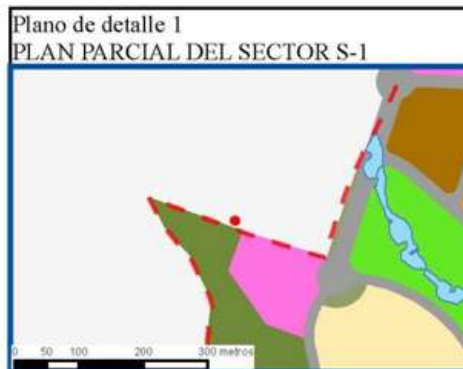 Plano de detalle 1
PLAN PARCIAL DEL SECTOR S-1
0 50 100 200 300 metros